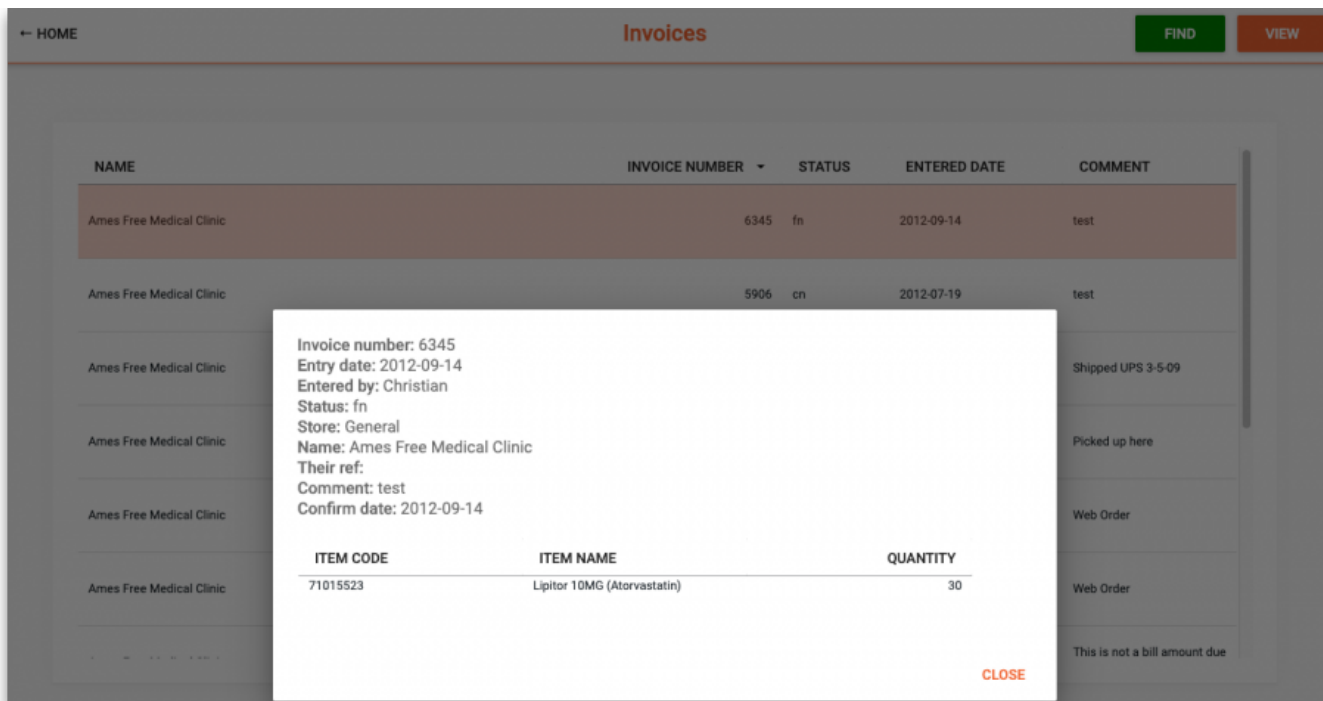 ← HOME Invoices FIND VIEW
NAME INVOICE NUMBER STATUS ENTERED DATE COMMENT
Ames Free Medical Clinic 6345 fn 2012-09-14 test
Ames Free Medical Clinic 5906 cn 2012-07-19 test
Ames Free Medical Clinic Shipped UPS 3-5-09
Ames Free Medical Clinic Picked up here
Ames Free Medical Clinic Web Order
Ames Free Medical Clinic Web Order
This is not a bill amount due
Invoice number: 6345
Entry date: 2012-09-14
Entered by: Christian
Status: fn
Store: General
Name: Ames Free Medical Clinic
Their ref:
Comment: test
Confirm date: 2012-09-14
ITEM CODE ITEM NAME QUANTITY
71015523 Lipitor 10MG (Atorvastatin) 30
CLOSE